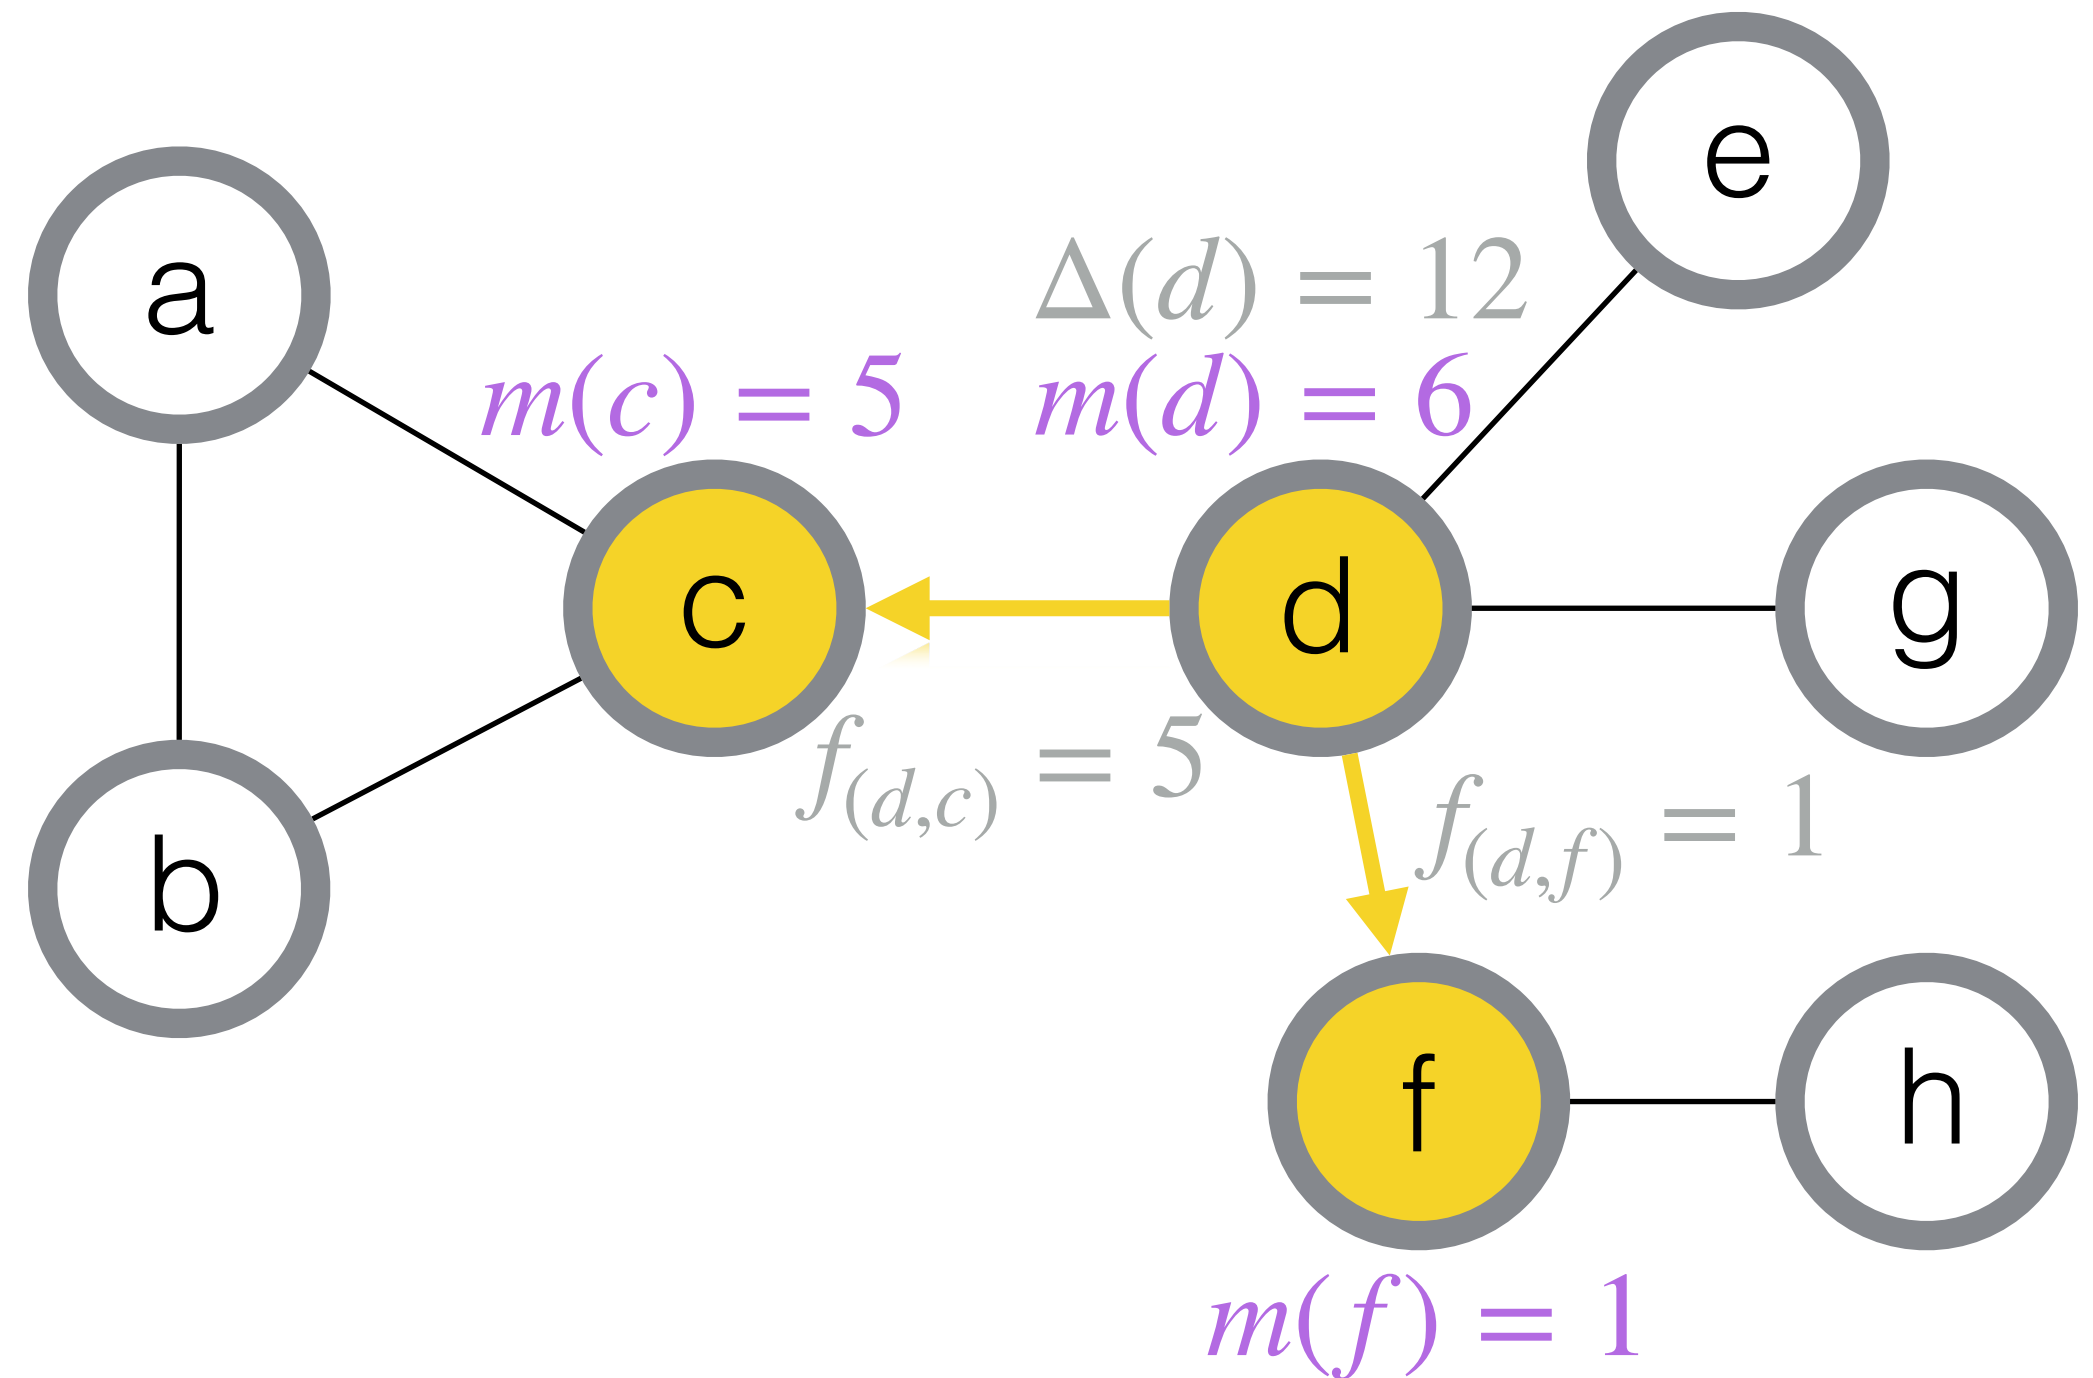 e
a
Δ(d) = 12
m(c) = 5
m(d) = 6
c
d
g
f(d,c) = 5
f(d,f) = 1
b
f
h
m(f) = 1